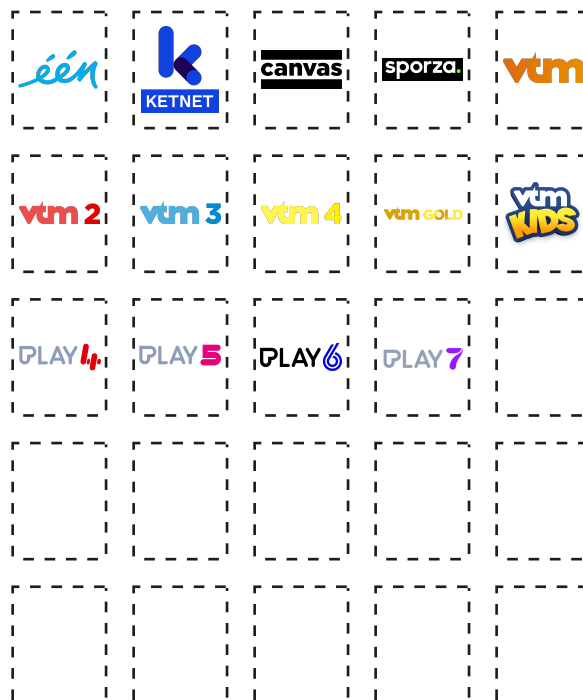 één
k
KETNET
canvas
sporza.
vtm
vtm 2
vtm 3
vtm 4
vtm GOLD
vtm
KIDS
PLAY 4
PLAY 5
PLAY 6
PLAY 7